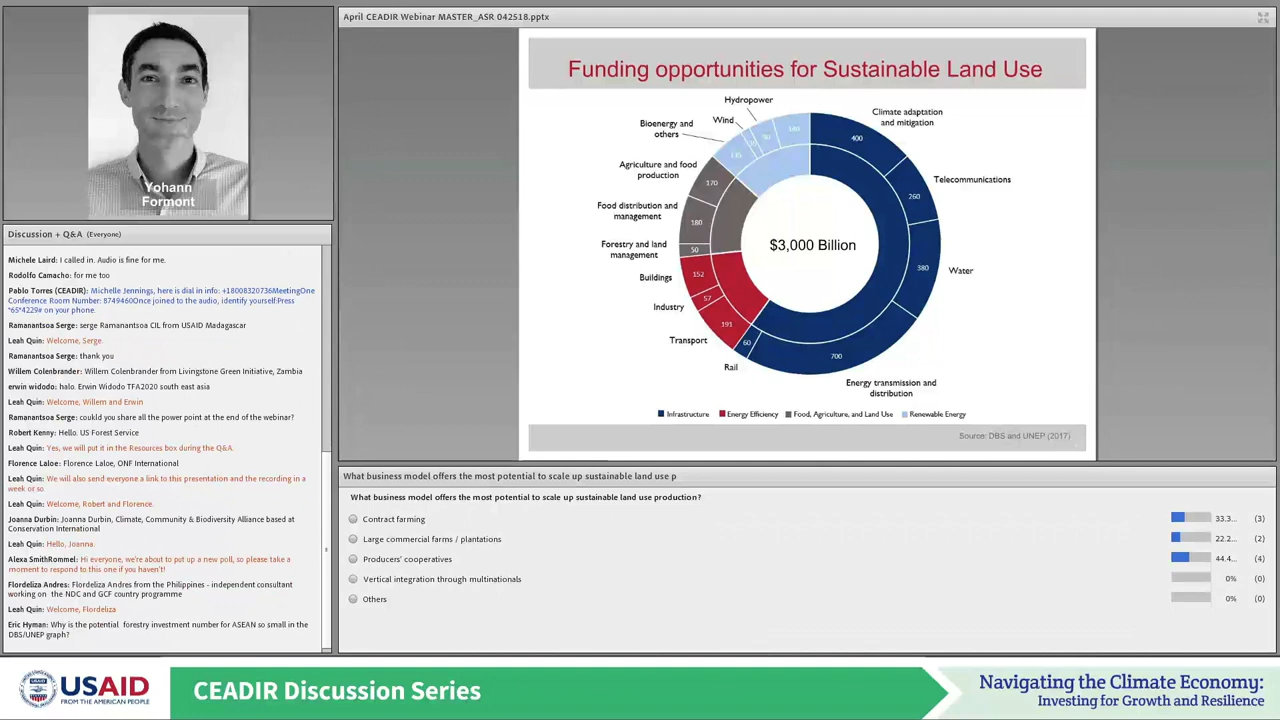 Yohann
Formont
Discussion + Q&A (Everyone)
Michele Laird: I called in. Audio is fine for me.
Rodolfo Camacho: for me too
Pablo Torres (CEADIR): Michelle Jennings, here is dial in info: +18008320736MeetingOne
Conference Room Number: 8749460Once joined to the audio, identify yourself:Press
*65*4229# on your phone.
Ramanantsoa Serge: serge Ramanantsoa CIL from USAID Madagascar
Leah Quin: Welcome, Serge.
Ramanantsoa Serge: thank you
Willem Colenbrander: Willem Colenbrander from Livingstone Green Initiative, Zambia
erwin widodo: halo. Erwin Widodo TFA2020 south east asia
Leah Quin: Welcome, Willem and Erwin
Ramanantsoa Serge: coukld you share all the power point at the end of the webinar?
Robert Kenny: Hello. US Forest Service
Leah Quin: Yes, we will put it in the Resources box during the Q&A.
Florence Laloe: Florence Laloe, ONF International
Leah Quin: We will also send everyone a link to this presentation and the recording in a
week or so.
Leah Quin: Welcome, Robert and Florence.
Joanna Durbin: Joanna Durbin, Climate, Community & Biodiversity Alliance based at
Conservation International
Leah Quin: Hello, Joanna.
Alexa SmithRommel: Hi everyone, we're about to put up a new poll, so please take a
moment to respond to this one if you haven't!
Flordeliza Andres: Flordeliza Andres from the Philippines - independent consultant
working on the NDC and GCF country programme
Leah Quin: Welcome, Flordeliza
Eric Hyman: Why is the potential forestry investment number for ASEAN so small in the
DBS/UNEP graph?
April CEADIR Webinar MASTER_ASR 042518.pptx
Funding opportunities for Sustainable Land Use
Hydropower
Wind
Bioenergy and
others
Agriculture and food
production
Food distribution and
management
Forestry and land
management
Buildings
Industry
Transport
Rail
Climate adaptation
and mitigation
Telecommunications
Water
Energy transmission and
distribution
400
260
380
700
60
191
57
152
50
180
170
135
140
$3,000 Billion
Infrastructure
Energy Efficiency
Food, Agriculture, and Land Use
Renewable Energy
Source: DBS and UNEP (2017)
What business model offers the most potential to scale up sustainable land use p
What business model offers the most potential to scale up sustainable land use production?
Contract farming 33.3... (3)
Large commercial farms / plantations 22.2... (2)
Producers' cooperatives 44.4... (4)
Vertical integration through multinationals 0% (0)
Others 0% (0)
USAID
FROM THE AMERICAN PEOPLE
CEADIR Discussion Series
Navigating the Climate Economy:
Investing for Growth and Resilience